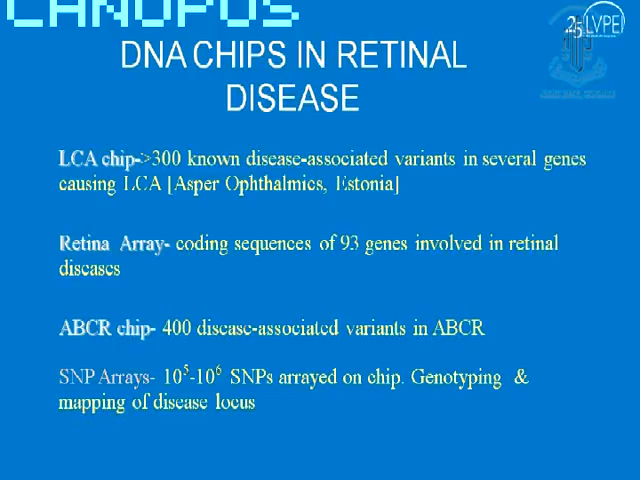 CANOPUS
25 LVPEI
DNA CHIPS IN RETINAL
DISEASE
LCA chip->300 known disease-associated variants in several genes
causing LCA [Asper Ophthalmics, Estonia]
Retina Array- coding sequences of 93 genes involved in retinal
diseases
ABCR chip- 400 disease-associated variants in ABCR
SNP Arrays- 10⁵-10⁶ SNPs arrayed on chip. Genotyping &
mapping of disease locus